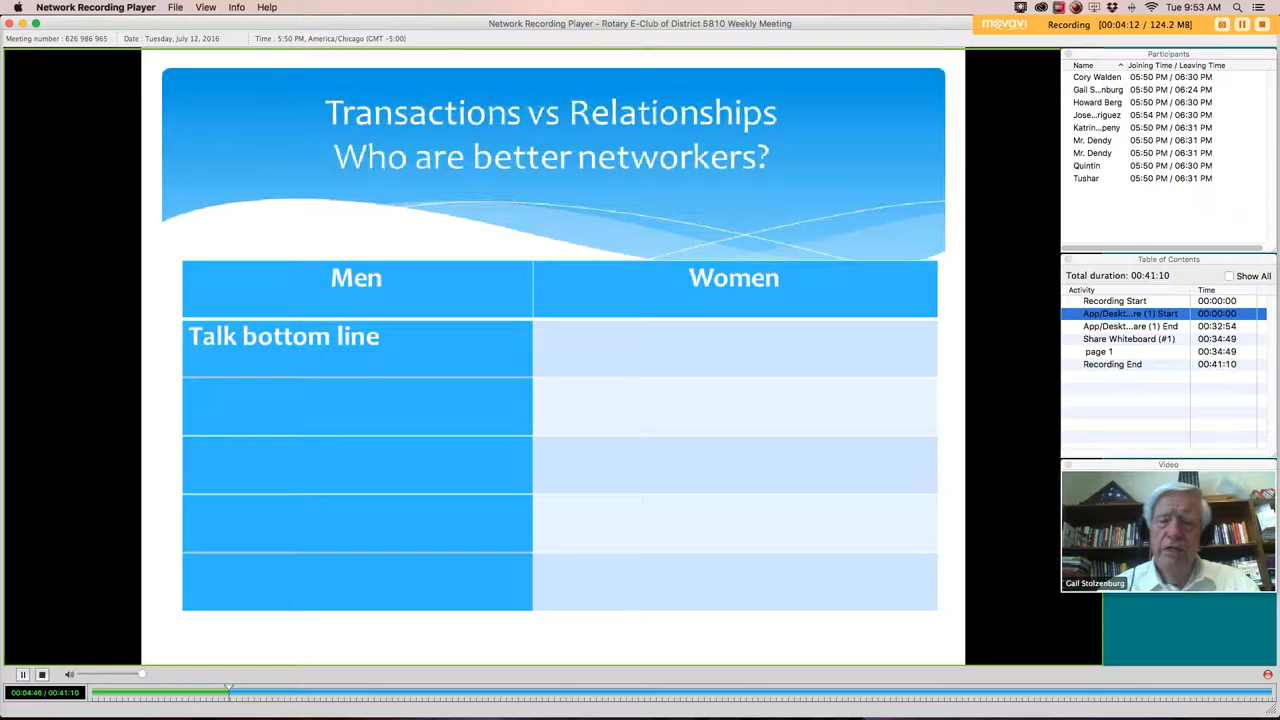 Network Recording Player File View Info Help
Tue 9:53 AM
Network Recording Player - Rotary E-Club of District 5810 Weekly Meeting
movavi Recording [00:04:12 / 124.2 MB]
Meeting number : 626 986 965 Date : Tuesday, July 12, 2016 Time : 5:50 PM, America/Chicago (GMT -5:00)
Transactions vs Relationships
Who are better networkers?
Men Women
Talk bottom line
Participants
Name Joining Time / Leaving Time
Cory Walden 05:50 PM / 06:30 PM
Gail S...nburg 05:50 PM / 06:24 PM
Howard Berg 05:50 PM / 06:30 PM
Jose...riguez 05:54 PM / 06:30 PM
Katrin...peny 05:50 PM / 06:31 PM
Mr. Dendy 05:50 PM / 06:31 PM
Mr. Dendy 05:50 PM / 06:31 PM
Quintin 05:50 PM / 06:30 PM
Tushar 05:50 PM / 06:31 PM
Table of Contents
Total duration: 00:41:10 Show All
Activity Time
Recording Start 00:00:00
App/Deskt...re (1) Start 00:00:00
App/Deskt...are (1) End 00:32:54
Share Whiteboard (#1) 00:34:49
page 1 00:34:49
Recording End 00:41:10
Video
Gail Stolzenburg
00:04:46 / 00:41:10